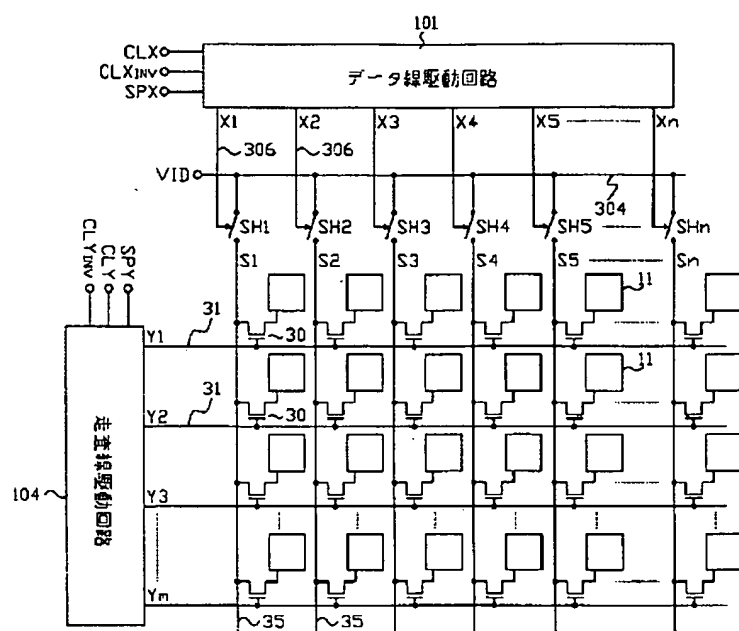 101
CLX
CLXINV
SPX
データ線駆動回路
X1 X2 X3 X4 X5 Xn
306 306
VID
304
SH1 SH2 SH3 SH4 SH5 SHn
CLYINV
CLY
SPY
S1 S2 S3 S4 S5 Sn
11
31
Y1
30
11
31
Y2
30
走査線駆動回路
104
Y3
Ym
35 35